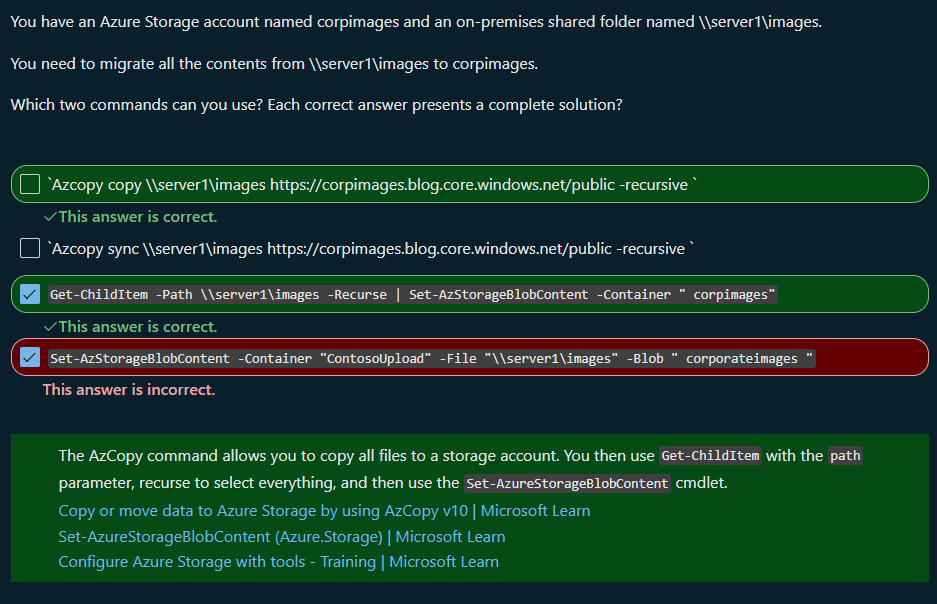 You have an Azure Storage account named corpimages and an on-premises shared folder named \\server1\images.
You need to migrate all the contents from \\server1\images to corpimages.
Which two commands can you use? Each correct answer presents a complete solution?
`Azcopy copy \\server1\images https://corpimages.blog.core.windows.net/public -recursive `
✓This answer is correct.
`Azcopy sync \\server1\images https://corpimages.blog.core.windows.net/public -recursive `
Get-ChildItem -Path \\server1\images -Recurse | Set-AzStorageBlobContent -Container " corpimages"
✓This answer is correct.
Set-AzStorageBlobContent -Container "ContosoUpload" -File "\\server1\images" -Blob " corporateimages "
This answer is incorrect.
The AzCopy command allows you to copy all files to a storage account. You then use Get-ChildItem with the path
parameter, recurse to select everything, and then use the Set-AzureStorageBlobContent cmdlet.
Copy or move data to Azure Storage by using AzCopy v10 | Microsoft Learn
Set-AzureStorageBlobContent (Azure.Storage) | Microsoft Learn
Configure Azure Storage with tools - Training | Microsoft Learn